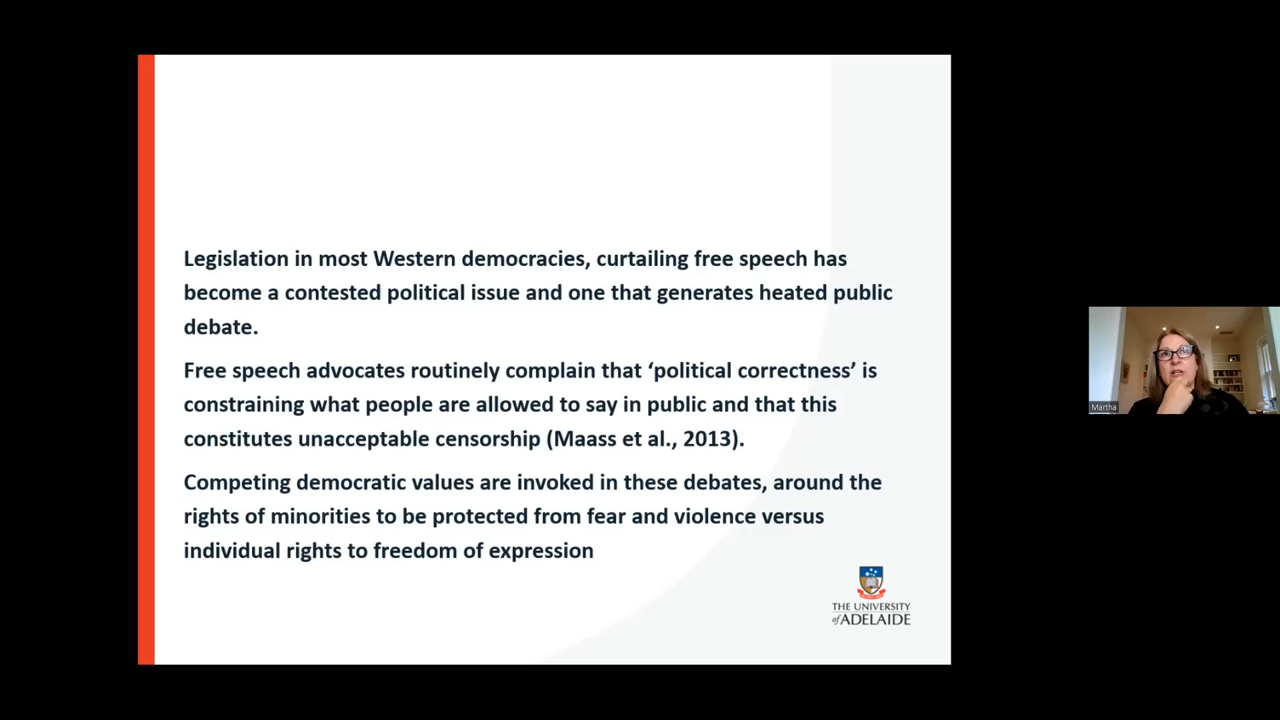 Legislation in most Western democracies, curtailing free speech has
become a contested political issue and one that generates heated public
debate.
Free speech advocates routinely complain that ‘political correctness’ is
constraining what people are allowed to say in public and that this
constitutes unacceptable censorship (Maass et al., 2013).
Competing democratic values are invoked in these debates, around the
rights of minorities to be protected from fear and violence versus
individual rights to freedom of expression
THE UNIVERSITY
of ADELAIDE
Martha